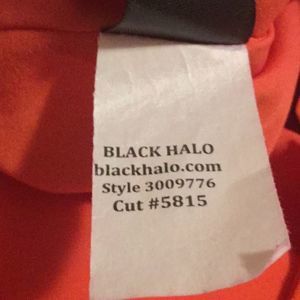 BLACK HALO
blackhalo.com
Style 3009776
Cut #5815